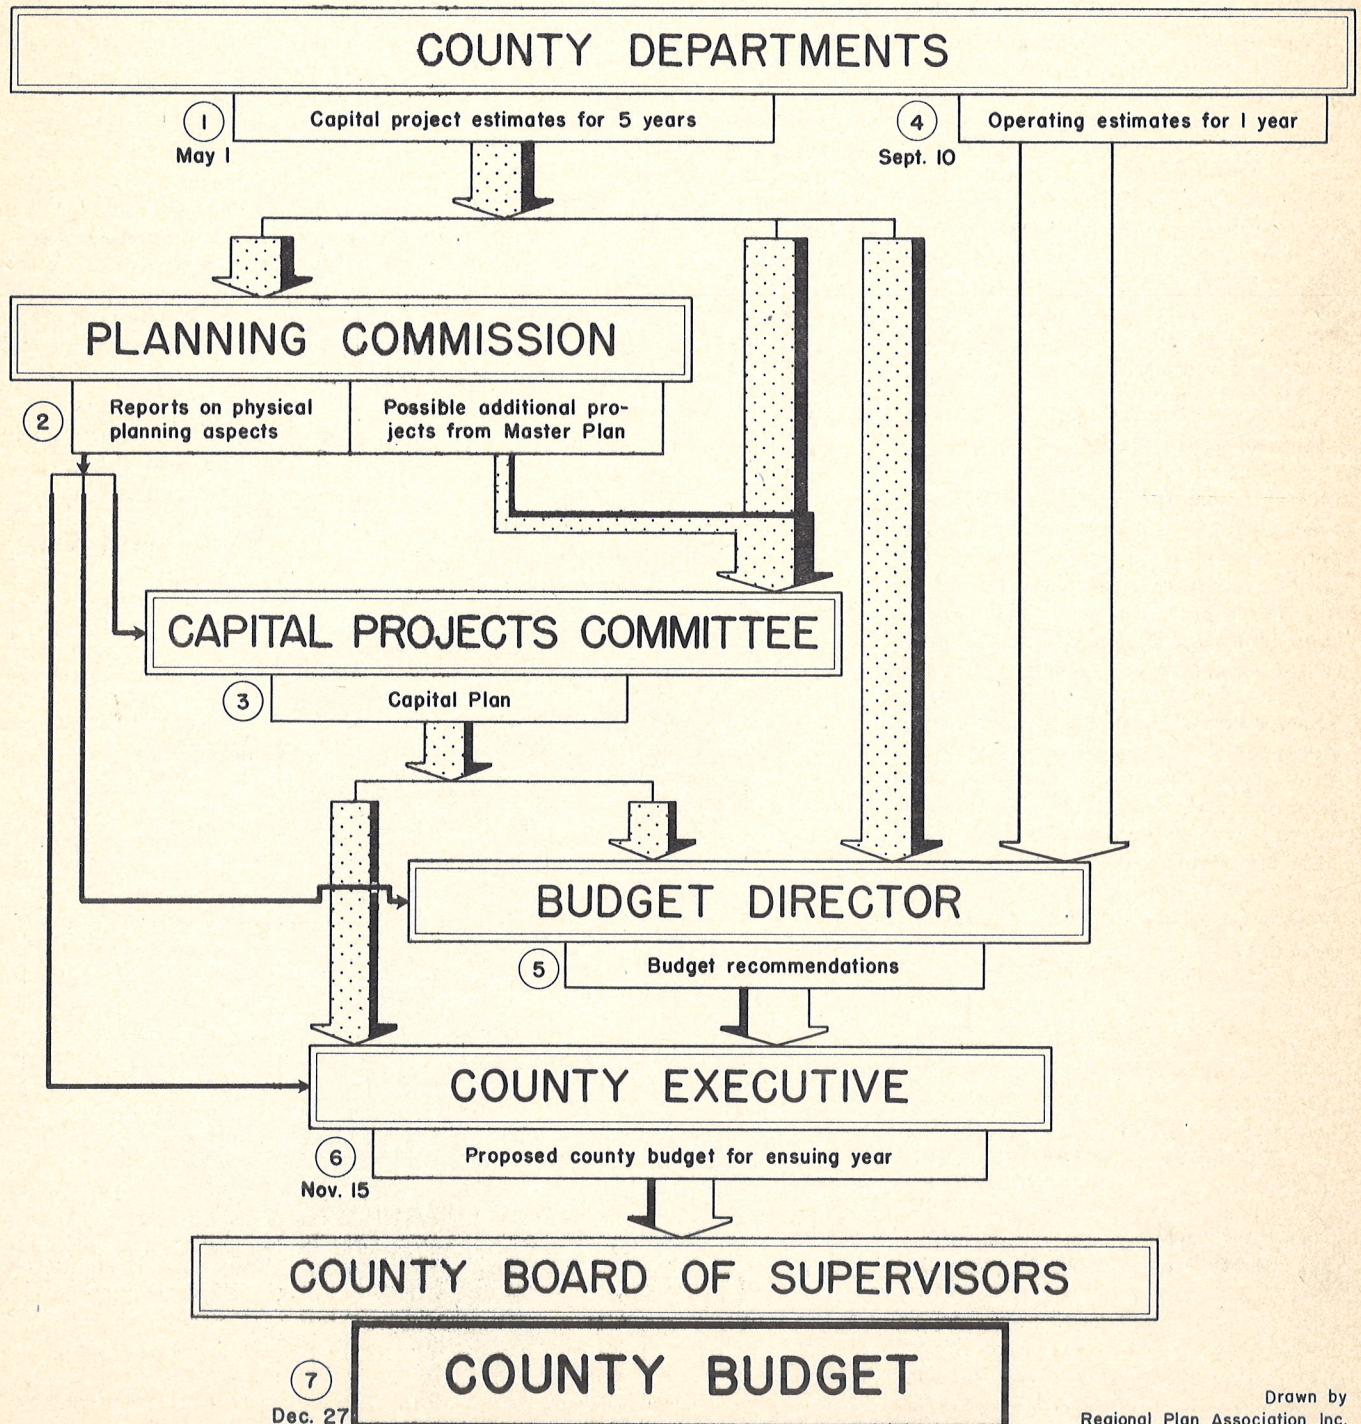 COUNTY DEPARTMENTS
1
Capital project estimates for 5 years
May 1
4
Operating estimates for 1 year
Sept. 10
PLANNING COMMISSION
2
Reports on physical
planning aspects
Possible additional pro-
jects from Master Plan
CAPITAL PROJECTS COMMITTEE
3
Capital Plan
BUDGET DIRECTOR
5
Budget recommendations
COUNTY EXECUTIVE
6
Proposed county budget for ensuing year
Nov. 15
COUNTY BOARD OF SUPERVISORS
7
COUNTY BUDGET
Dec. 27
Drawn by
Regional Plan Association Inc.